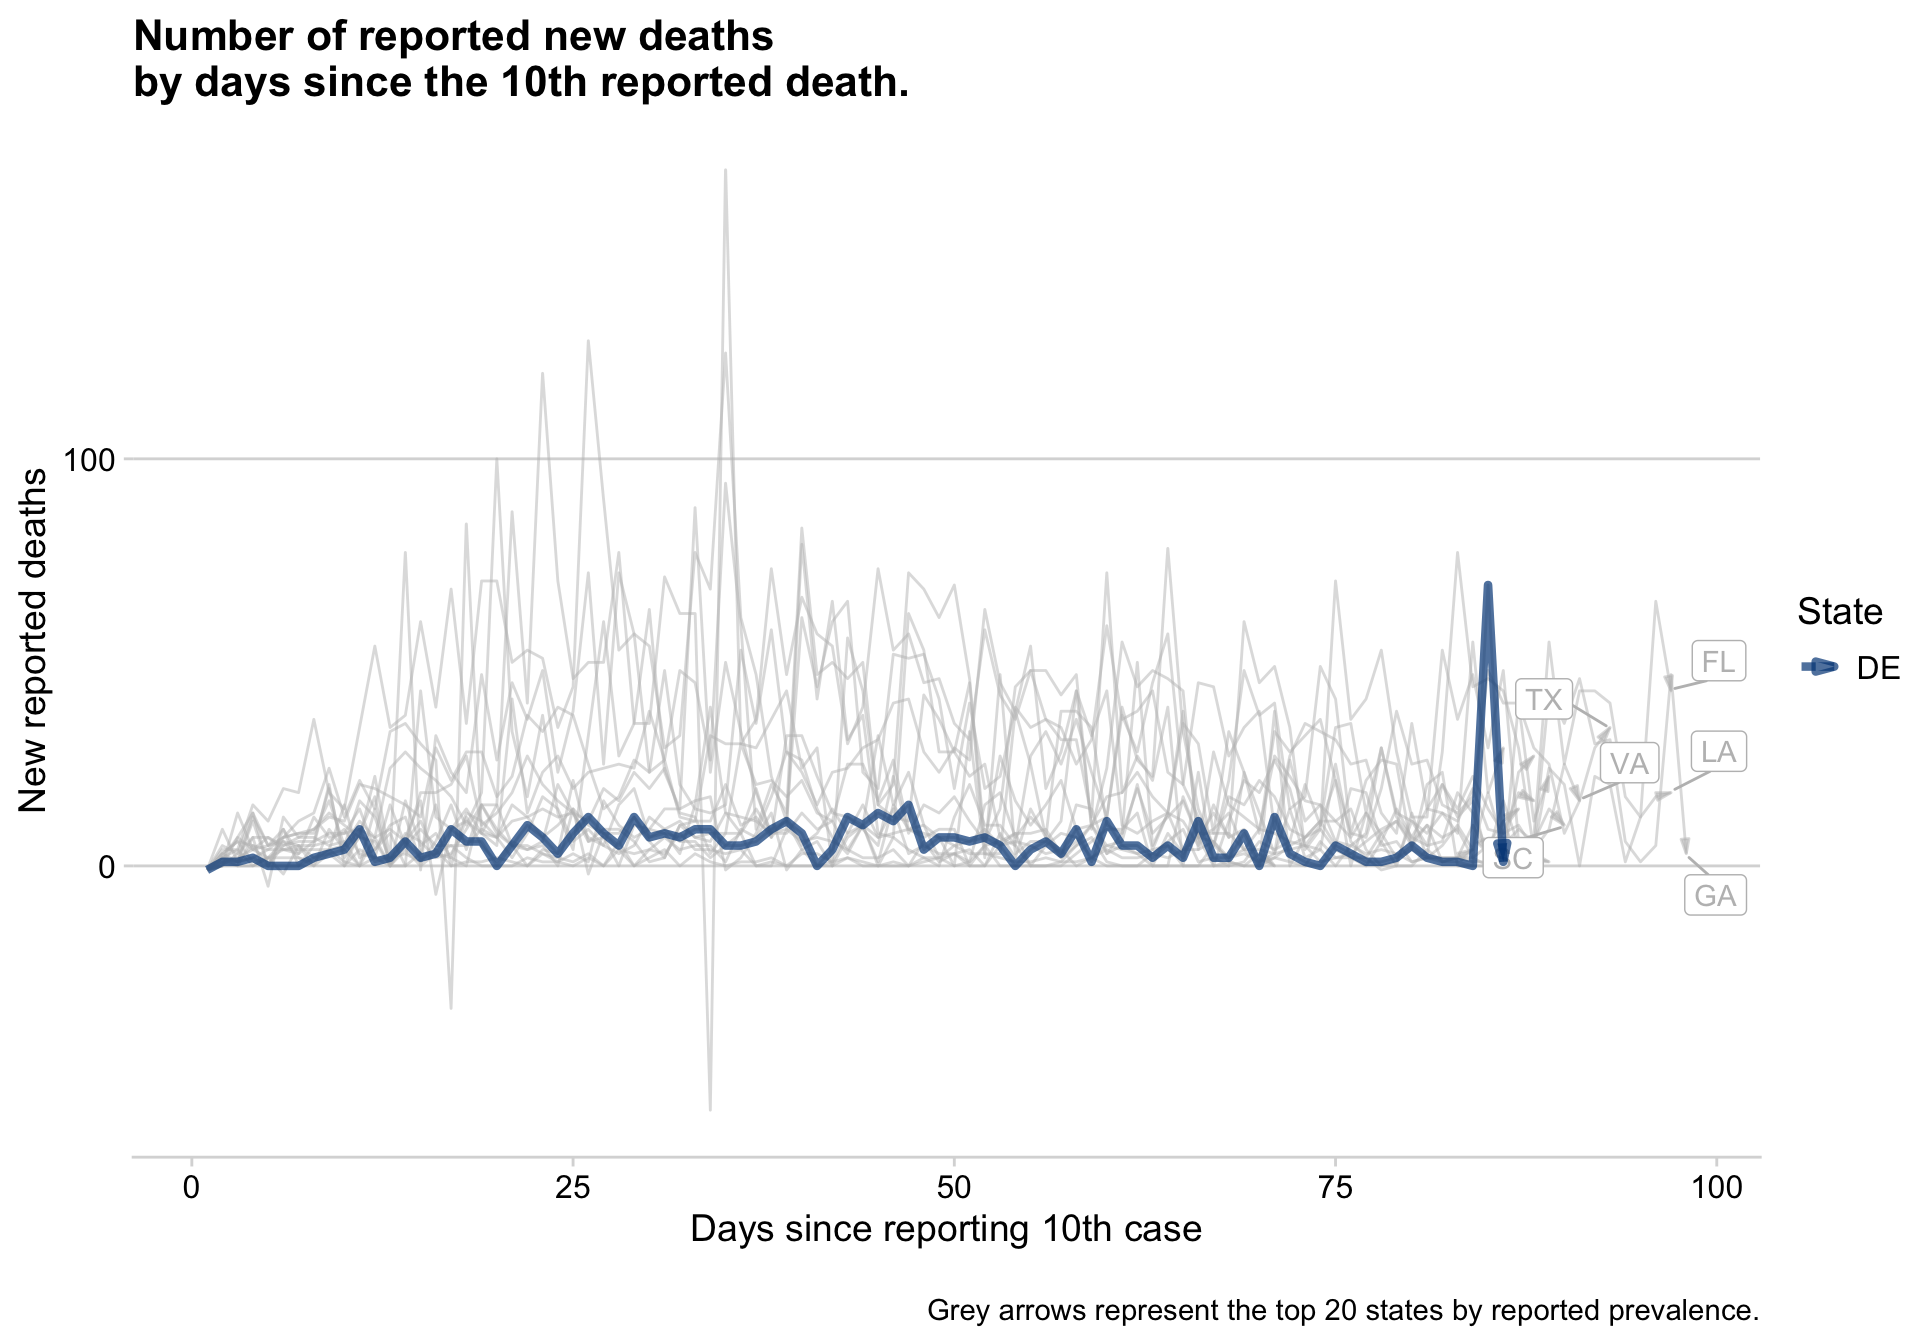 Number of reported new deaths
by days since the 10th reported death.
New reported deaths
100
0
FL
TX
LA
VA
SC
GA
State
DE
0 25 50 75 100
Days since reporting 10th case
Grey arrows represent the top 20 states by reported prevalence.